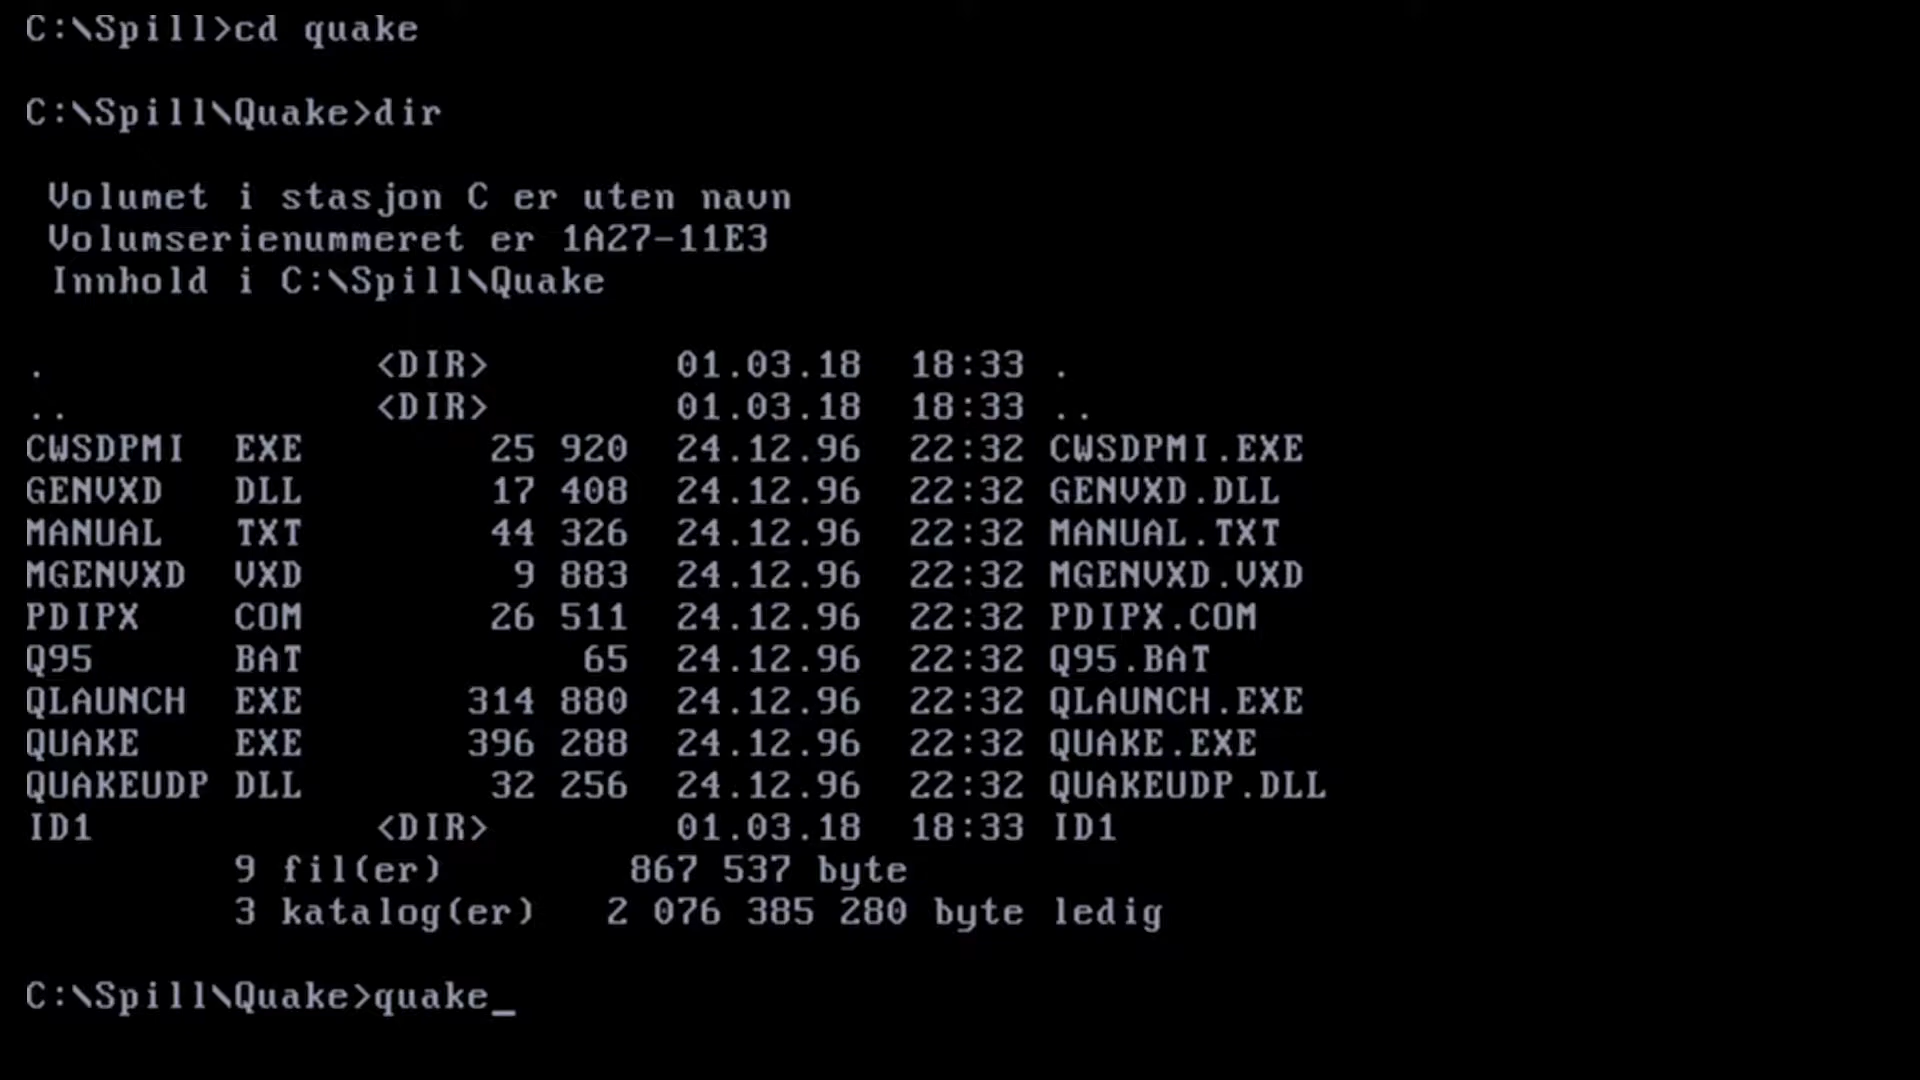 C:\Spill>cd quake
C:\Spill\Quake>dir
Volumet i stasjon C er uten navn
Volumserienummeret er 1A27-11E3
Innhold i C:\Spill\Quake
. <DIR> 01.03.18 18:33 .
.. <DIR> 01.03.18 18:33 ..
CWSDPMI EXE 25 920 24.12.96 22:32 CWSDPMI.EXE
GENVXD DLL 17 408 24.12.96 22:32 GENVXD.DLL
MANUAL TXT 44 326 24.12.96 22:32 MANUAL.TXT
MGENVXD VXD 9 883 24.12.96 22:32 MGENVXD.VXD
PDIPX COM 26 511 24.12.96 22:32 PDIPX.COM
Q95 BAT 65 24.12.96 22:32 Q95.BAT
QLAUNCH EXE 314 880 24.12.96 22:32 QLAUNCH.EXE
QUAKE EXE 396 288 24.12.96 22:32 QUAKE.EXE
QUAKEUDP DLL 32 256 24.12.96 22:32 QUAKEUDP.DLL
ID1 <DIR> 01.03.18 18:33 ID1
9 fil(er) 867 537 byte
3 katalog(er) 2 076 385 280 byte ledig
C:\Spill\Quake>quake_